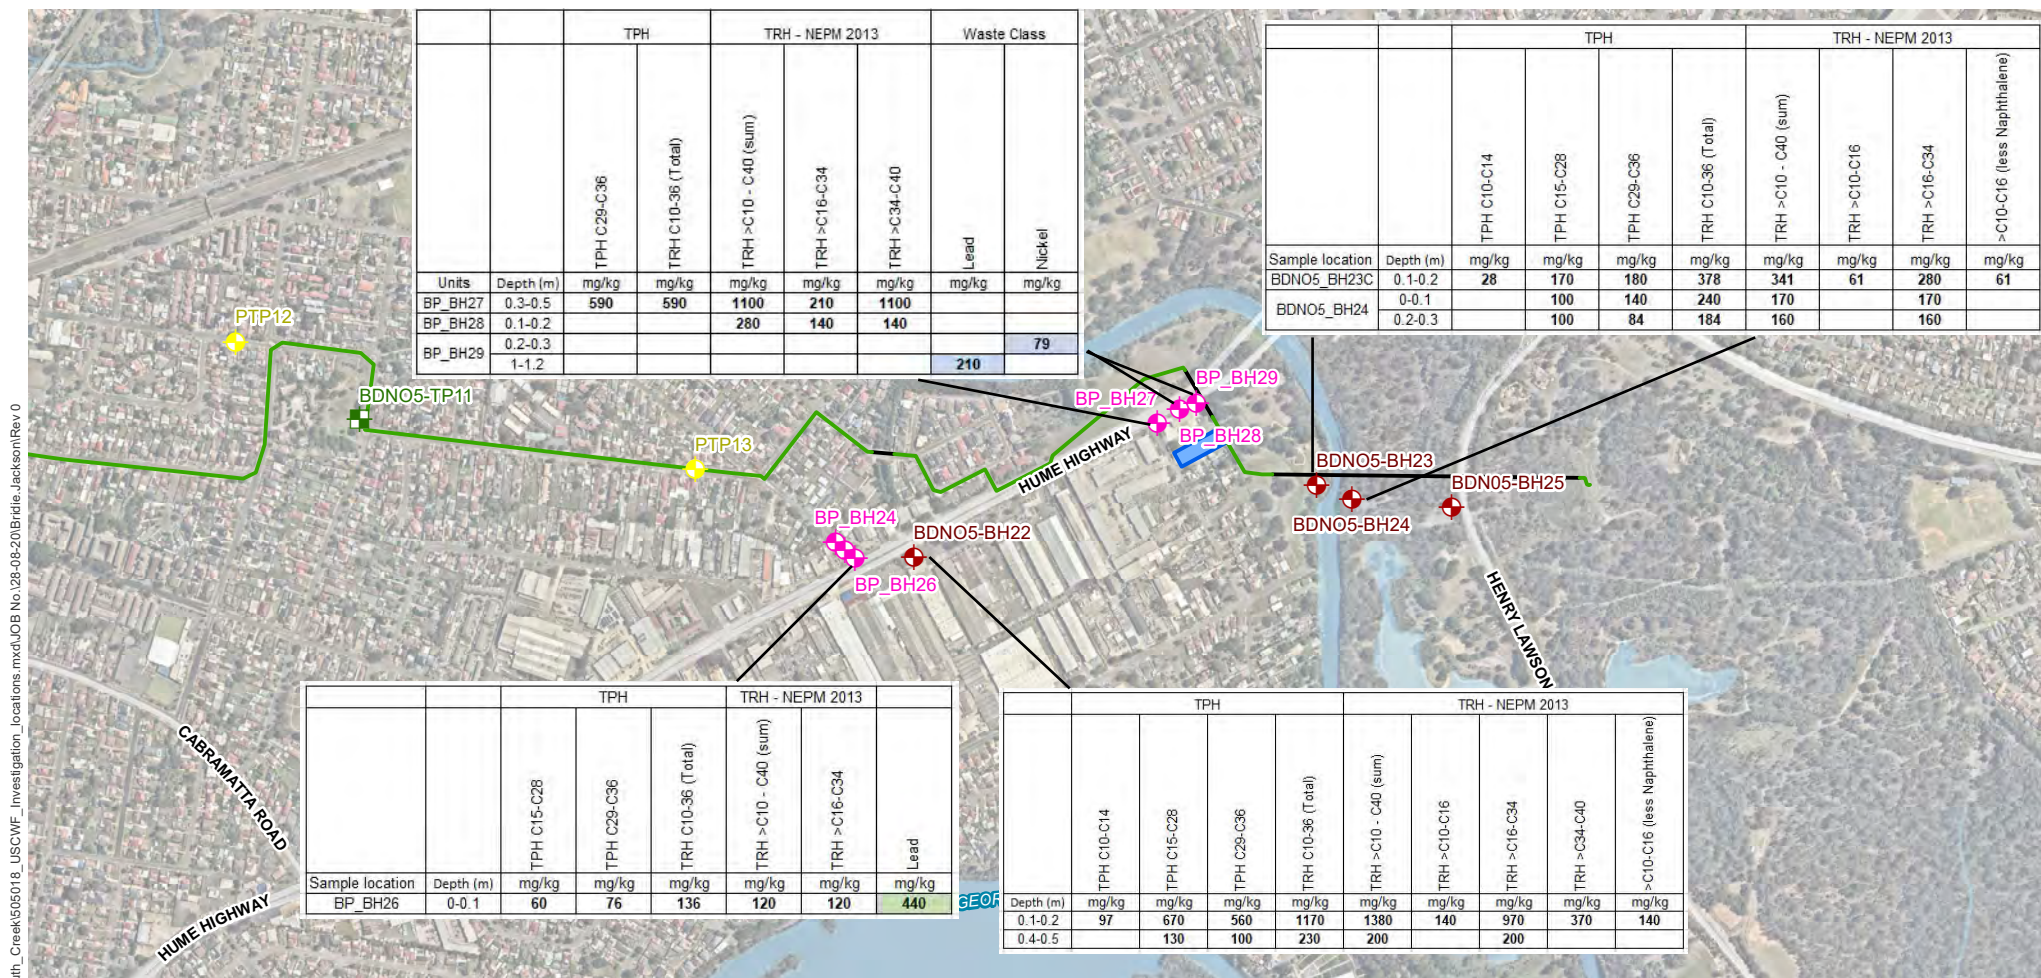 TPH TRH - NEPM 2013 Waste Class
TPH C29-C36
TRH C10-36 (Total)
TRH >C10 - C40 (sum)
TRH >C16-C34
TRH >C34-C40
Lead
Nickel
Units Depth (m) mg/kg mg/kg mg/kg mg/kg mg/kg mg/kg mg/kg
BP_BH27 0.3-0.5 590 590 1100 210 1100
BP_BH28 0.1-0.2 280 140 140
BP_BH29 0.2-0.3 79
1-1.2 210
TPH TRH - NEPM 2013
TPH C10-C14
TPH C15-C28
TPH C29-C36
TRH C10-36 (Total)
TRH >C10 - C40 (sum)
TRH >C10-C16
TRH >C16-C34
>C10-C16 (less Naphthalene)
Sample location Depth (m) mg/kg mg/kg mg/kg mg/kg mg/kg mg/kg mg/kg mg/kg
BDNO5_BH23C 0.1-0.2 28 170 180 378 341 61 280 61
BDNO5_BH24 0-0.1 100 140 240 170 170
0.2-0.3 100 84 184 160 160
PTP12
BDNO5-TP11
PTP13
BP_BH29
BP_BH27
BP_BH28
HUME HIGHWAY
BDNO5-BH23
BDN05-BH25
BDNO5-BH24
BP_BH24
BDNO5-BH22
BP_BH26
HENRY LAWSON
CABRAMATTA ROAD
HUME HIGHWAY
GEOR
TPH TRH - NEPM 2013
TPH C15-C28
TPH C29-C36
TRH C10-36 (Total)
TRH >C10 - C40 (sum)
TRH >C16-C34
Lead
Sample location Depth (m) mg/kg mg/kg mg/kg mg/kg mg/kg mg/kg
BP_BH26 0-0.1 60 76 136 120 120 440
TPH TRH - NEPM 2013
TPH C10-C14
TPH C15-C28
TPH C29-C36
TRH C10-36 (Total)
TRH >C10 - C40 (sum)
TRH >C10-C16
TRH >C16-C34
TRH >C34-C40
>C10-C16 (less Naphthalene)
Depth (m) mg/kg mg/kg mg/kg mg/kg mg/kg mg/kg mg/kg mg/kg mg/kg
0.1-0.2 97 670 560 1170 1380 140 970 370 140
0.4-0.5 130 100 230 200 200
uth_Creek\505018_USCWF_Investigation_locations.mxd\JOB No.\28-08-20\Bridie.Jackson\Rev 0